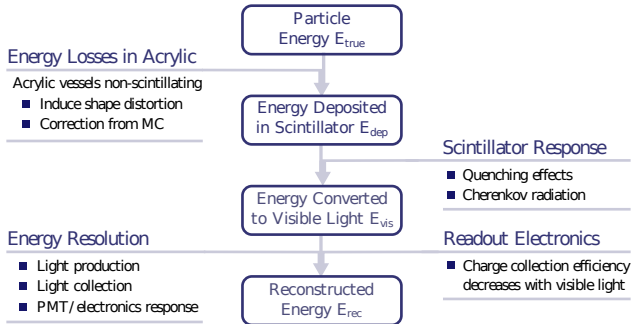 Particle
Energy E_true
Energy Losses in Acrylic
Acrylic vessels non-scintillating
■ Induce shape distortion
■ Correction from MC
Energy Deposited
in Scintillator E_dep
Scintillator Response
■ Quenching effects
■ Cherenkov radiation
Energy Converted
to Visible Light E_vis
Energy Resolution
■ Light production
■ Light collection
■ PMT/electronics response
Readout Electronics
■ Charge collection efficiency
decreases with visible light
Reconstructed
Energy E_rec